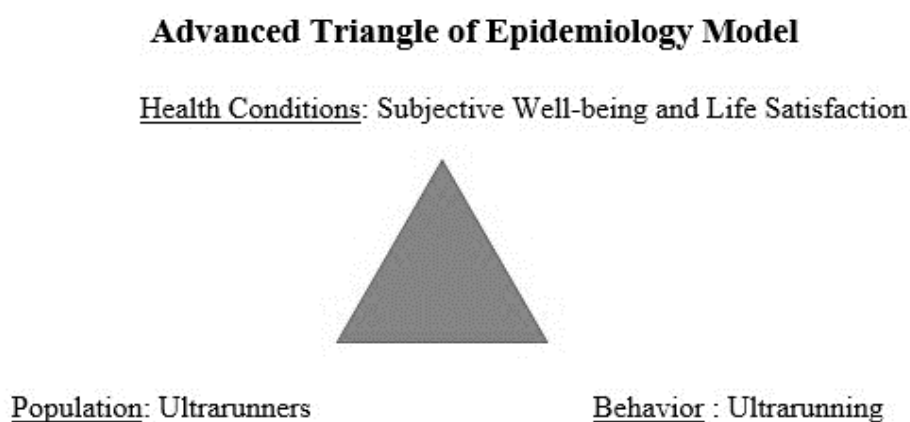 Advanced Triangle of Epidemiology Model
Health Conditions: Subjective Well-being and Life Satisfaction
Population: Ultrarunners
Behavior : Ultrarunning